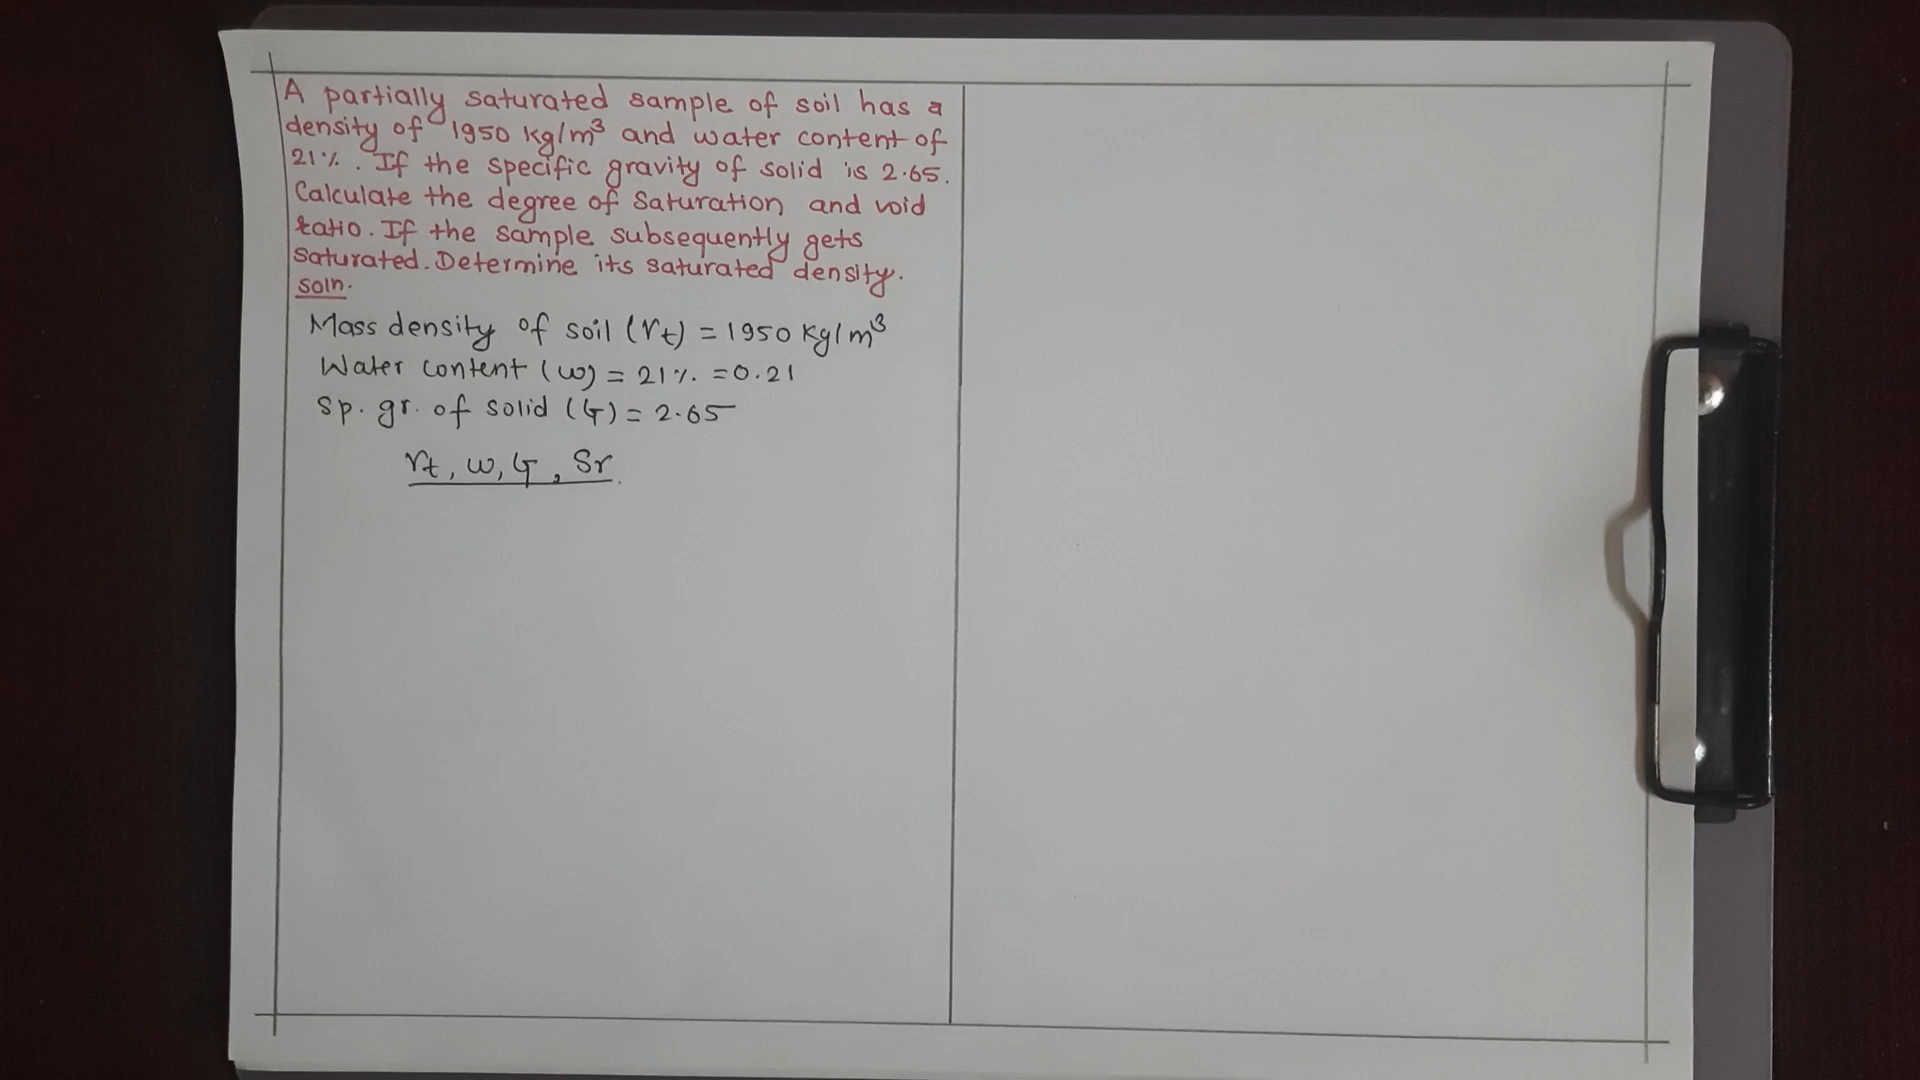 A partially saturated sample of soil has a
density of 1950 kg/m³ and water content of
21%. If the specific gravity of solid is 2.65.
Calculate the degree of saturation and void
ratio. If the sample subsequently gets
saturated. Determine its saturated density.
Soln.
Mass density of soil (γt) = 1950 kg/m³
Water content (w) = 21% = 0.21
Sp. gr. of solid (G) = 2.65
γt, w, G, Sr.